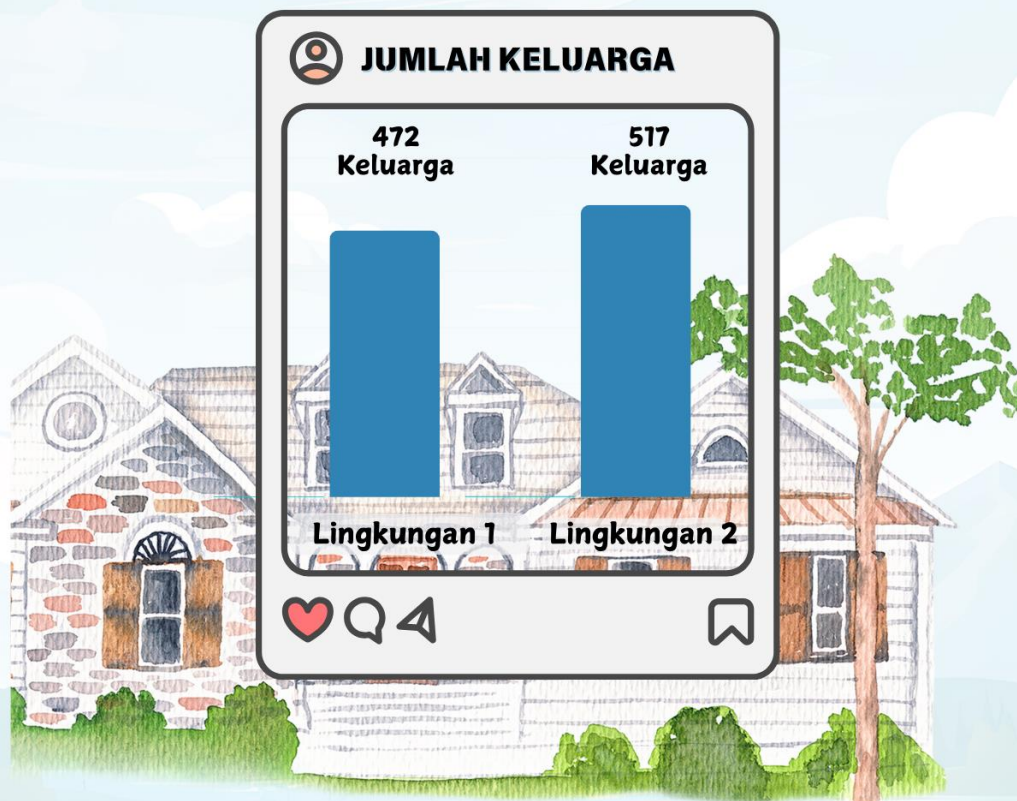 JUMLAH KELUARGA
472
Keluarga
517
Keluarga
Lingkungan 1
Lingkungan 2